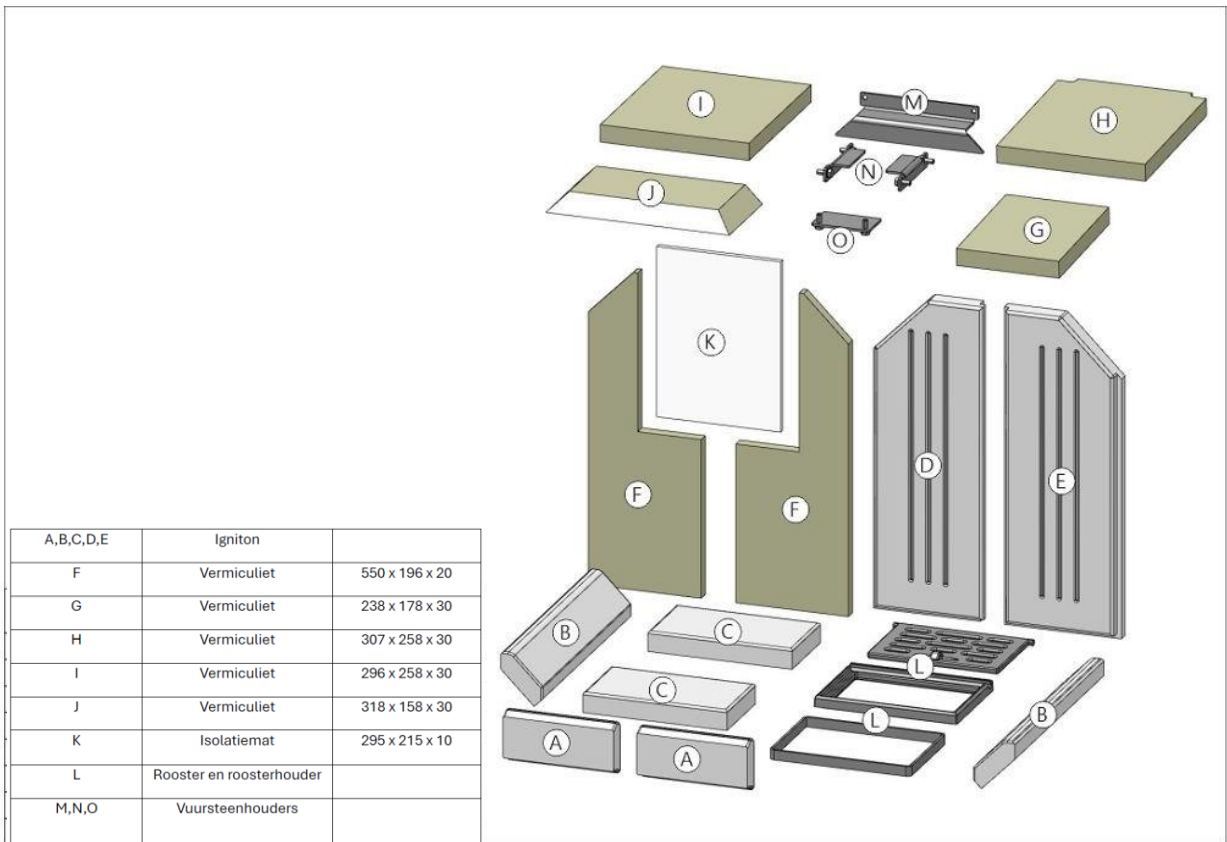 I
M
H
N
J
O
G
K
D
E
F
F
A,B,C,D,E Igniton
F Vermiculiet 550 x 196 x 20
G Vermiculiet 238 x 178 x 30
H Vermiculiet 307 x 258 x 30
I Vermiculiet 296 x 258 x 30
J Vermiculiet 318 x 158 x 30
K Isolatiemat 295 x 215 x 10
L Rooster en roosterhouder
M,N,O Vuursteenhouders
B
C
L
C
L
B
A
A